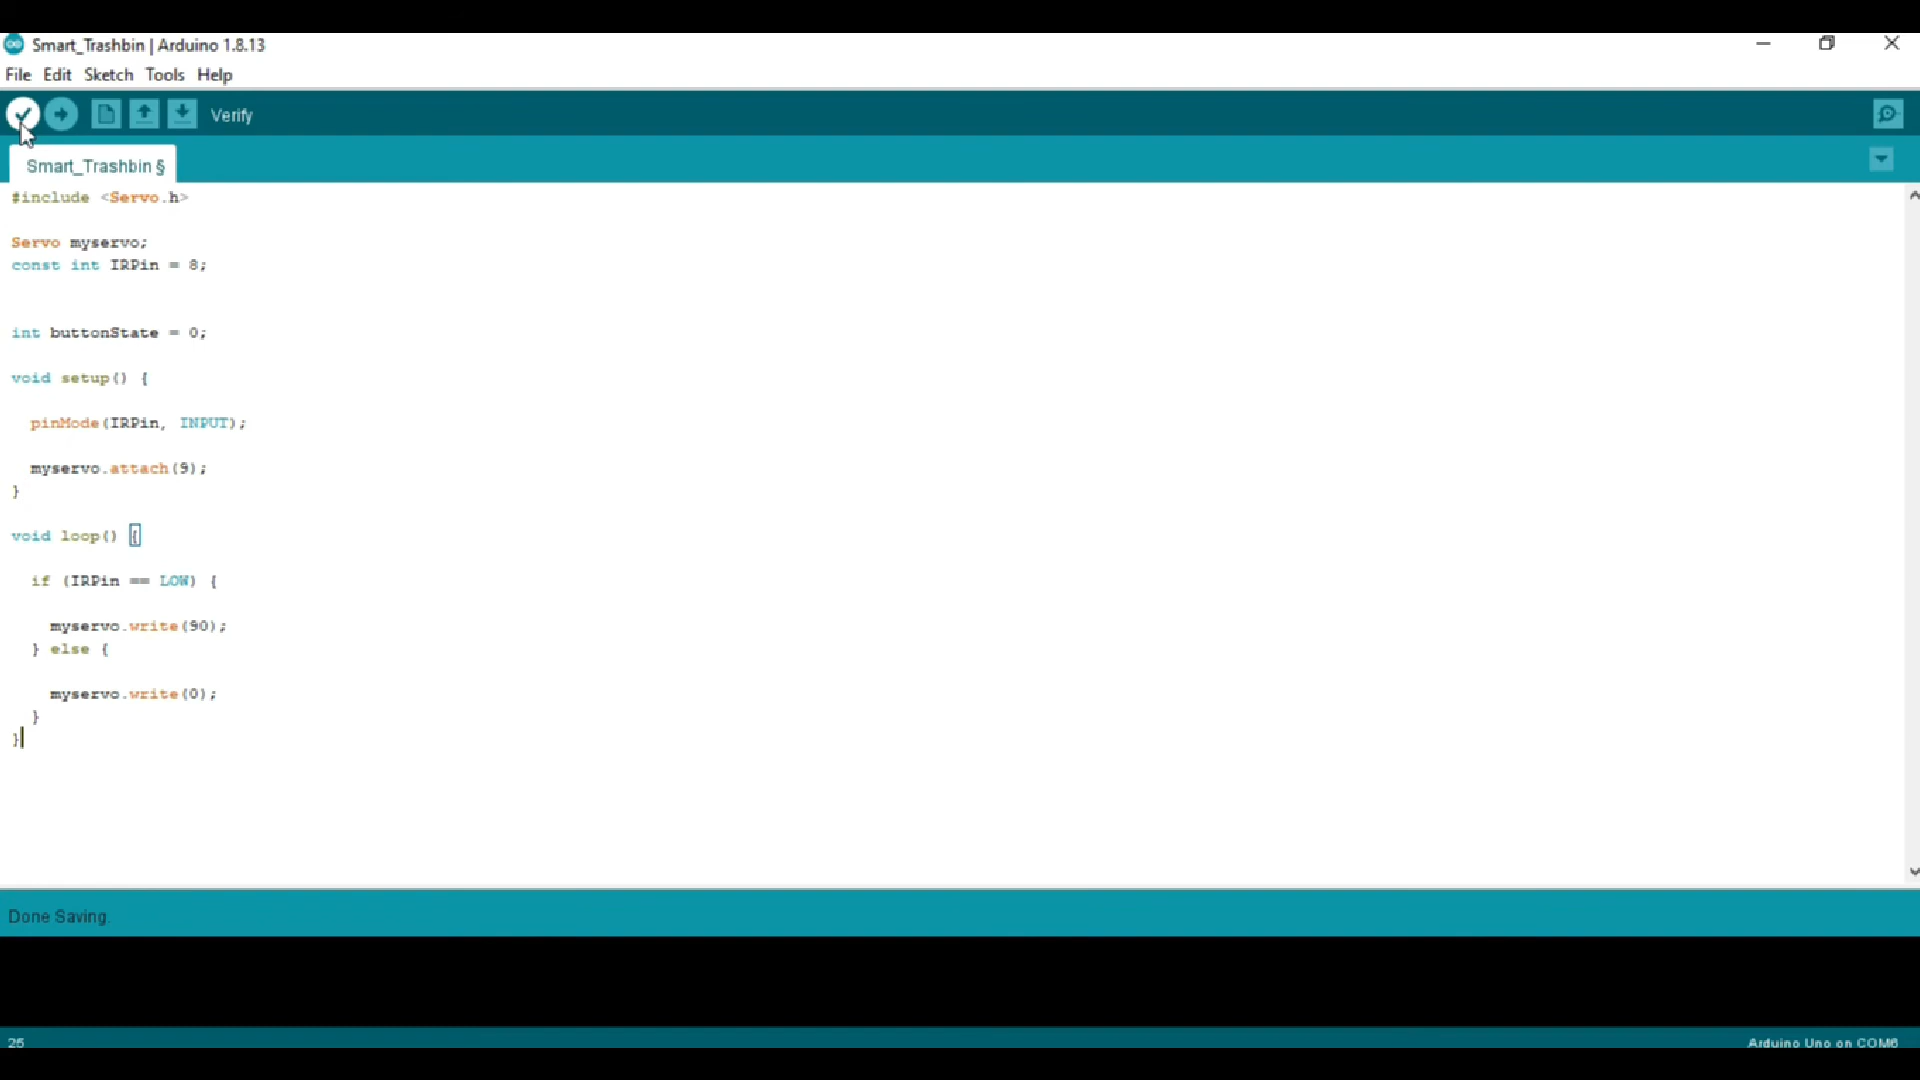 Smart_Trashbin | Arduino 1.8.13
File Edit Sketch Tools Help
Verify
Smart_Trashbin §
#include <Servo.h>
Servo myservo;
const int IRPin = 8;
int buttonState = 0;
void setup() {
pinMode(IRPin, INPUT);
myservo.attach(9);
}
void loop() {
if (IRPin == LOW) {
myservo.write(90);
} else {
myservo.write(0);
}
}
Done Saving.
25
Arduino Uno on COM6